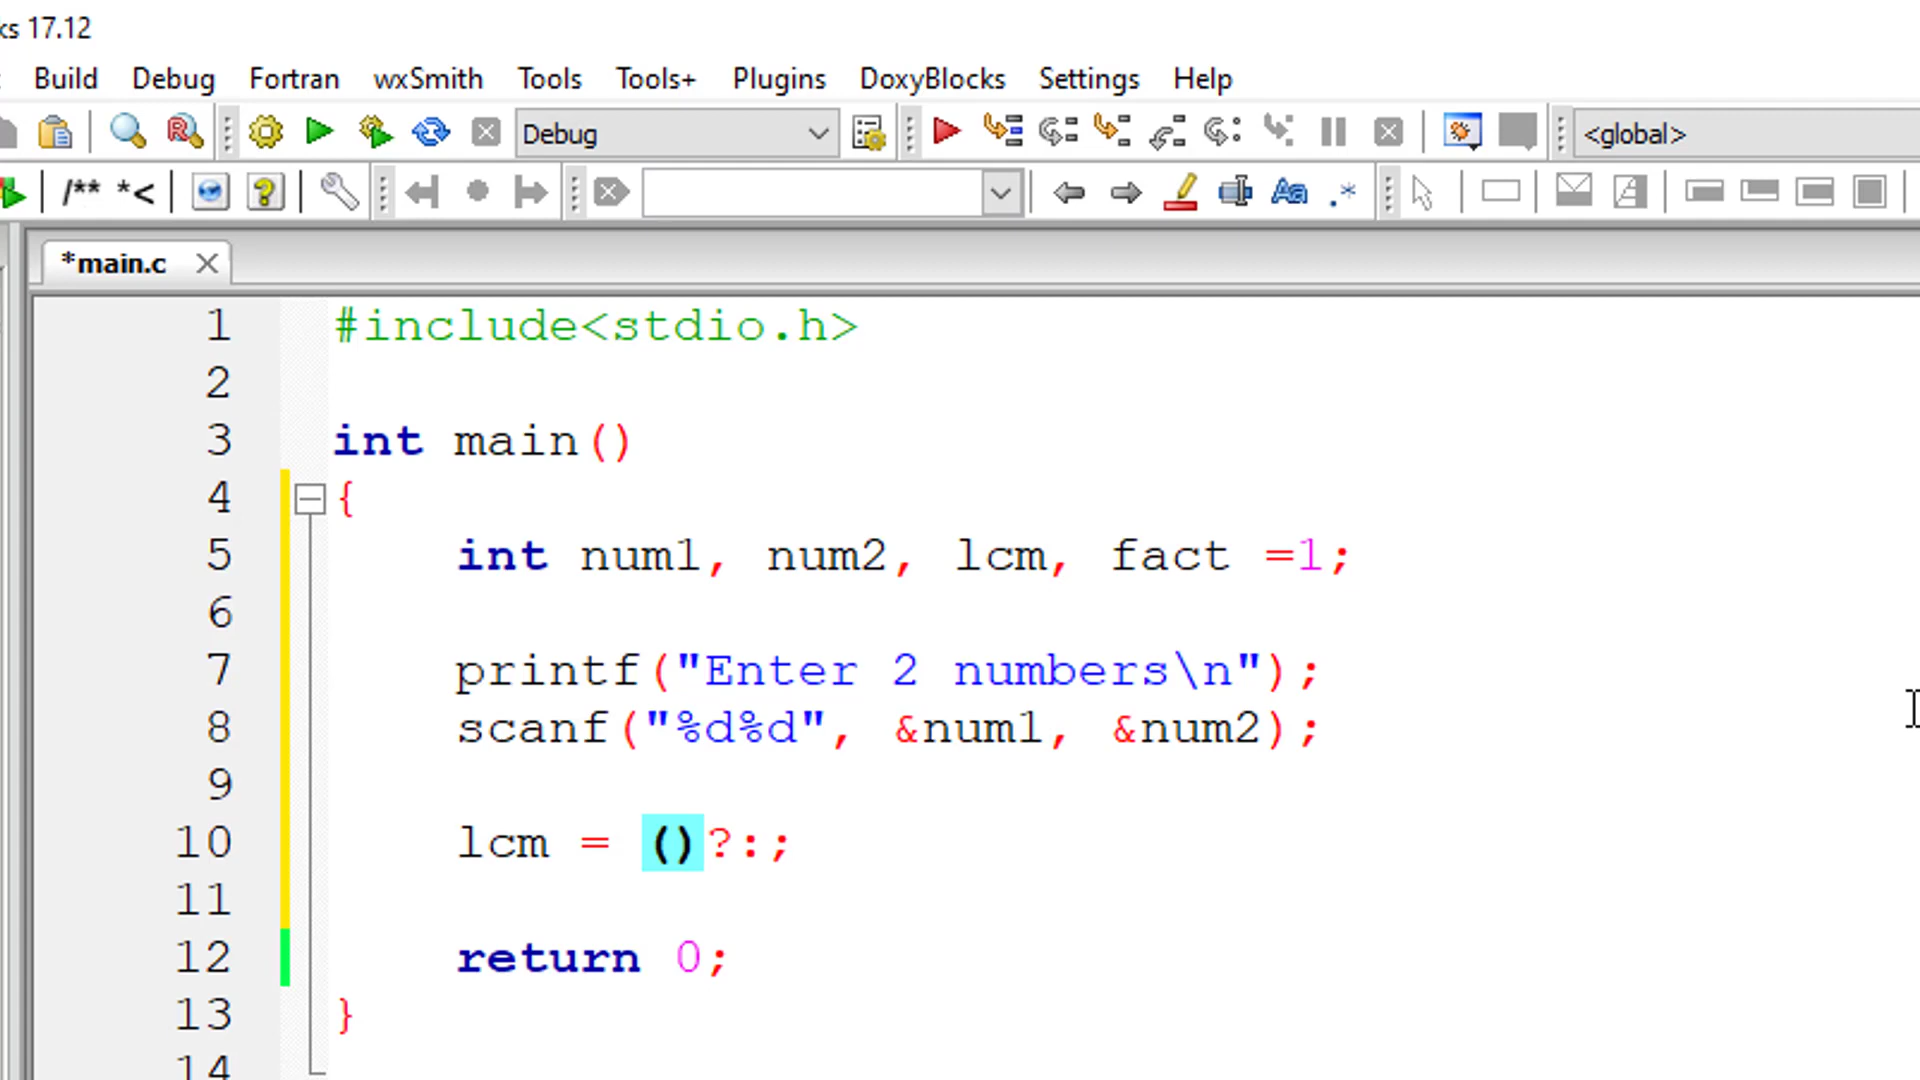 ks 17.12
Build Debug Fortran wxSmith Tools Tools+ Plugins DoxyBlocks Settings Help
Debug <global>
/** *<
*main.c
1 #include<stdio.h>
2
3 int main()
4 {
5 int num1, num2, lcm, fact =1;
6
7 printf("Enter 2 numbers\n");
8 scanf("%d%d", &num1, &num2);
9
10 lcm = ()?:;
11
12 return 0;
13 }
14